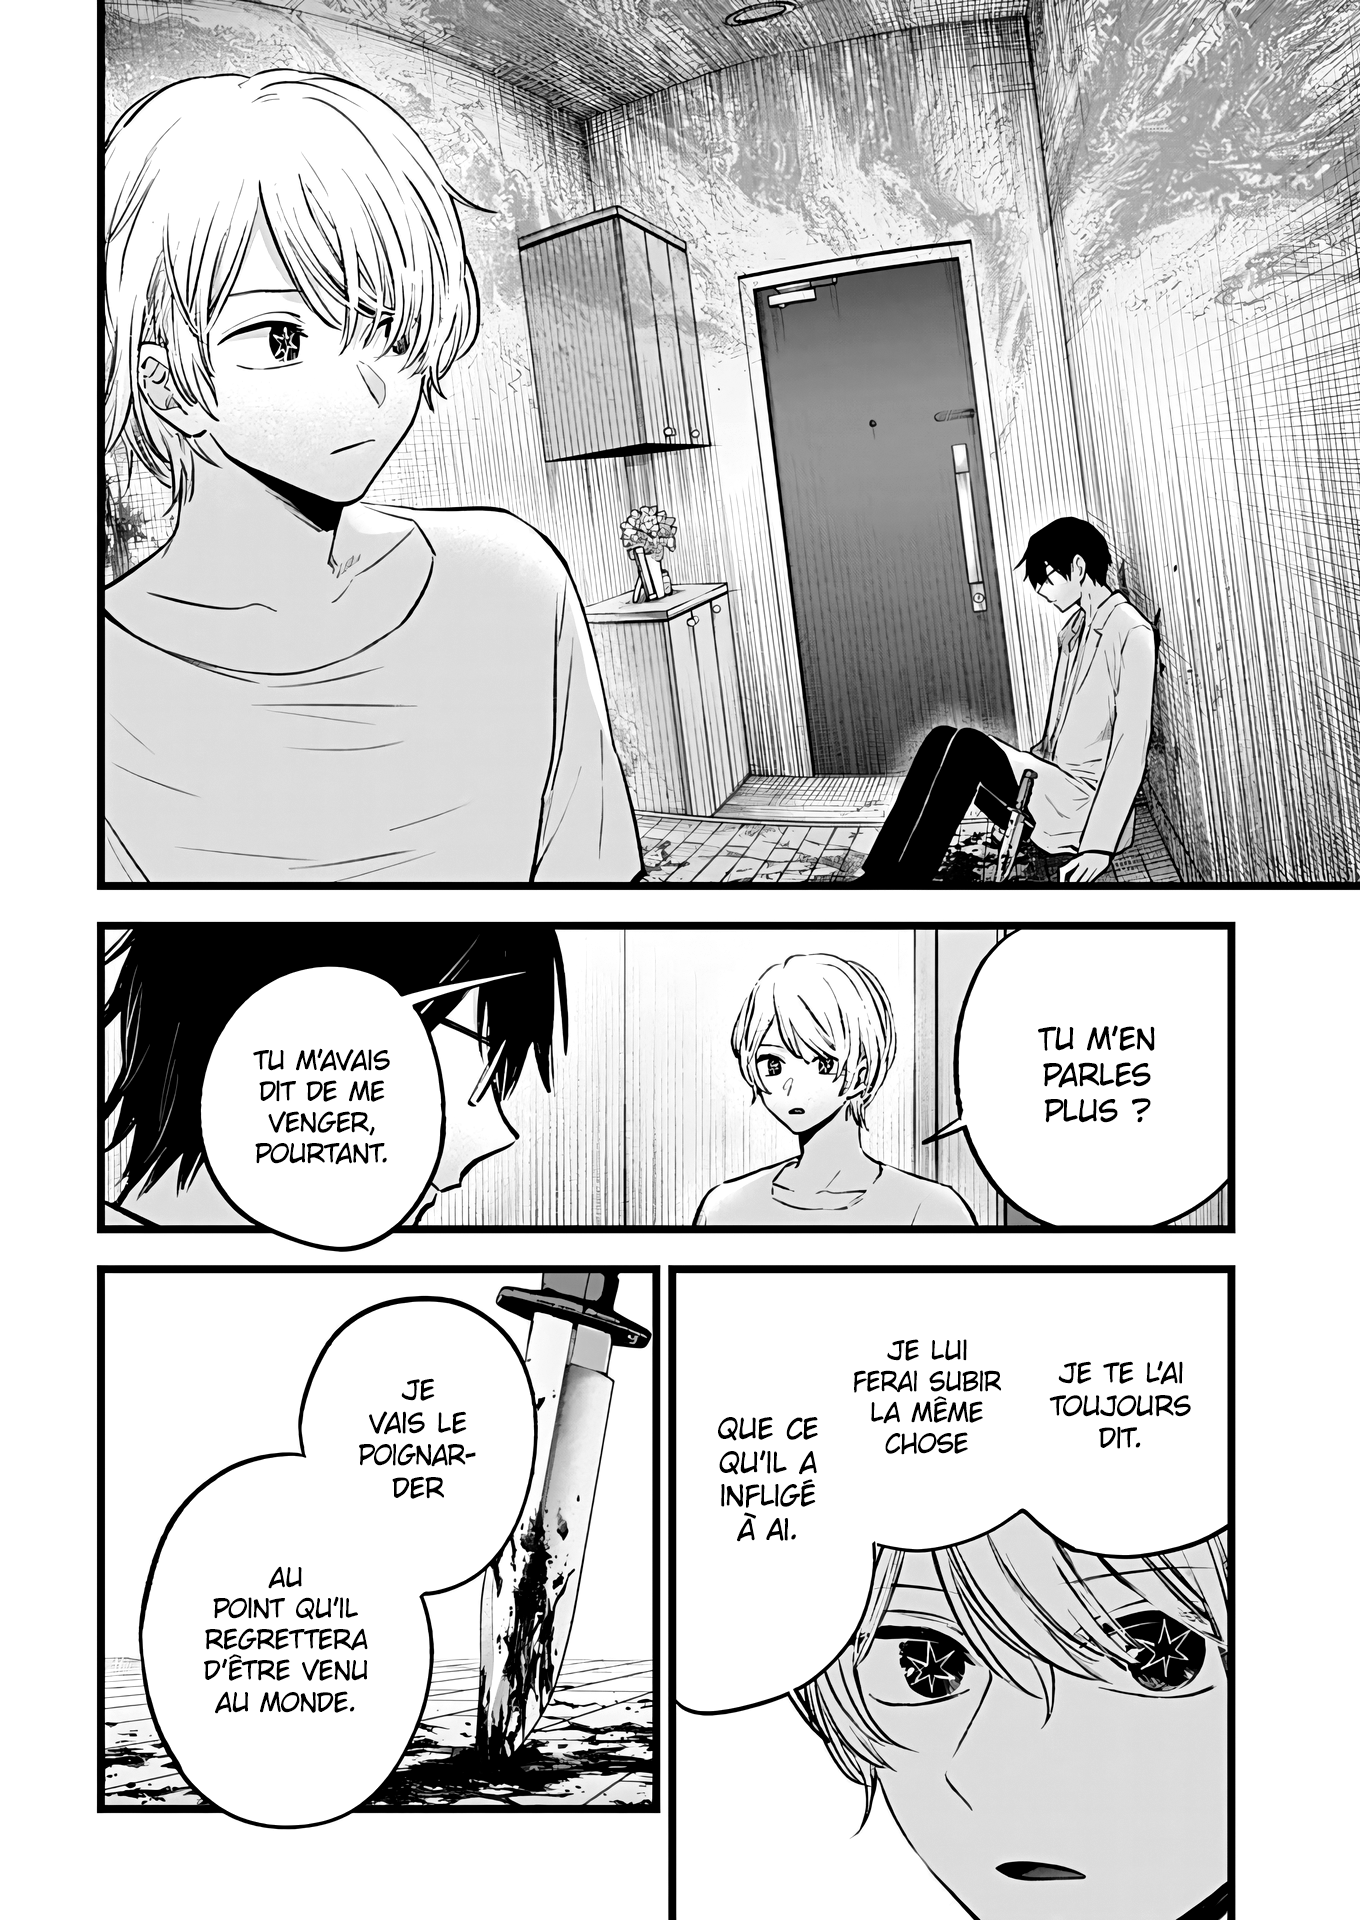 TU M'EN
PARLES
PLUS ?
TU M'AVAIS
DIT DE ME
VENGER,
POURTANT.
JE TE L'AI
TOUJOURS
DIT.
JE LUI
FERAI SUBIR
LA MÊME
CHOSE
QUE CE
QU'IL A
INFLIGÉ
À AI.
JE
VAIS LE
POIGNAR-
DER
AU
POINT QU'IL
REGRETTERA
D'ÊTRE VENU
AU MONDE.